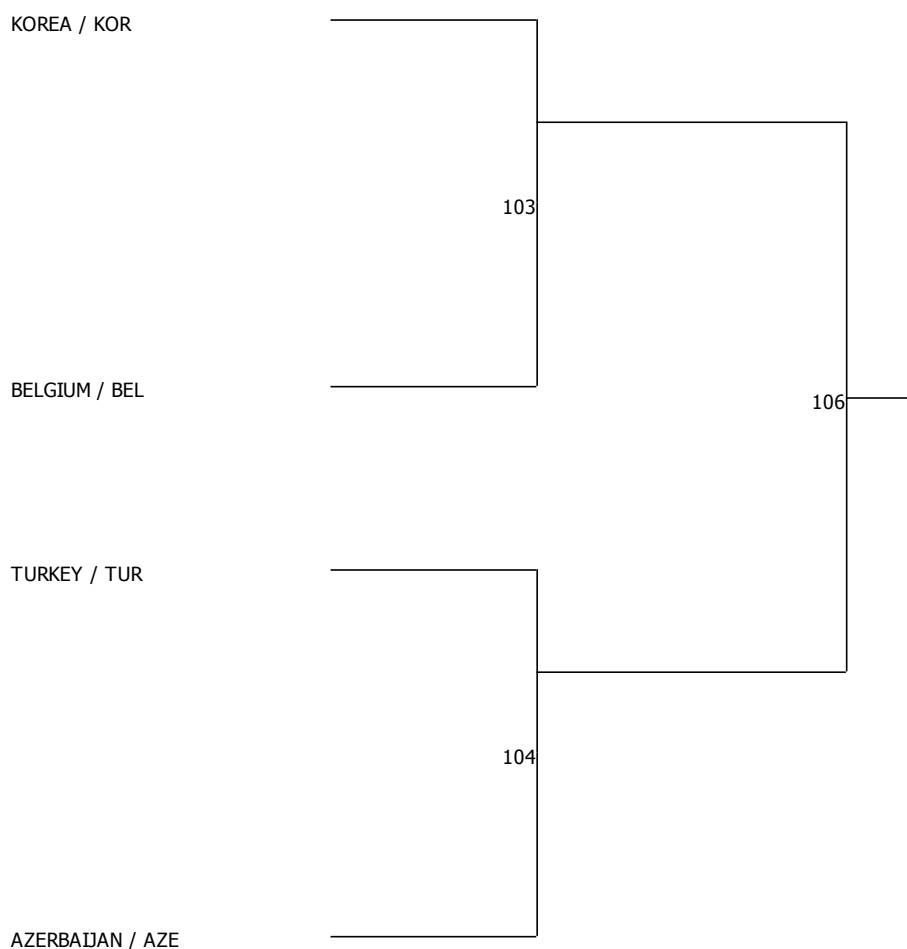 KOREA / KOR
103
BELGIUM / BEL
106
TURKEY / TUR
104
AZERBAIJAN / AZE